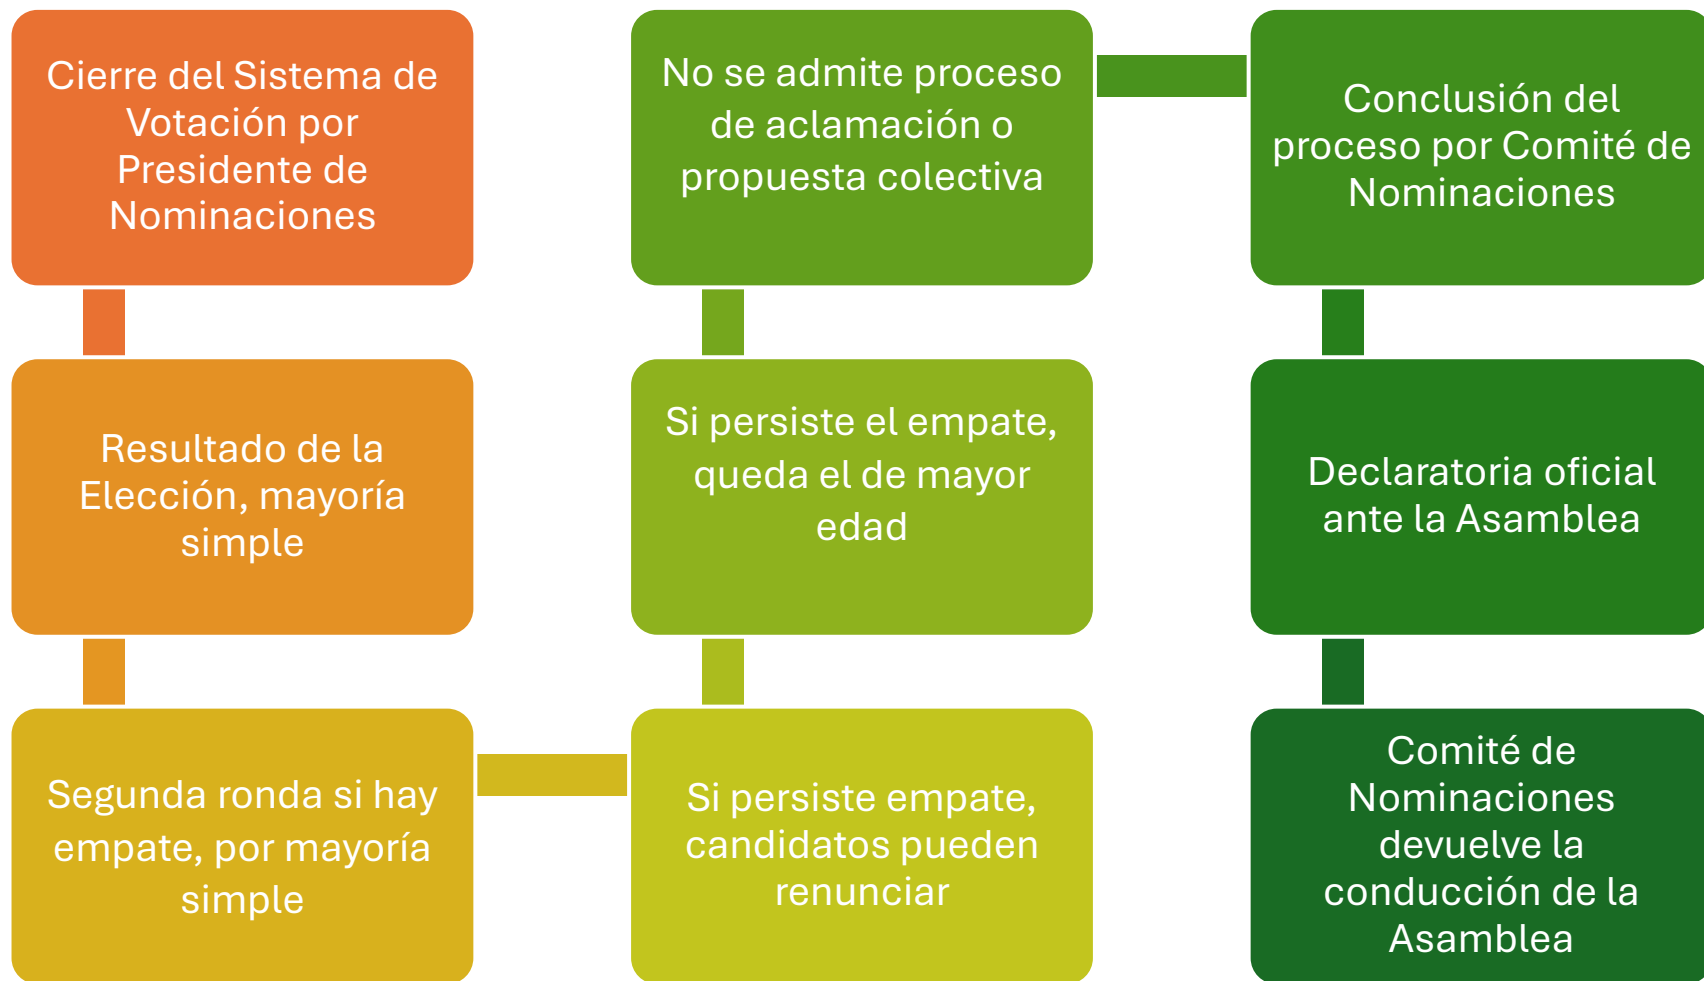 Cierre del Sistema de
Votación por
Presidente de
Nominaciones
Resultado de la
Elección, mayoría
simple
Segunda ronda si hay
empate, por mayoría
simple
Si persiste empate,
candidatos pueden
renunciar
Si persiste el empate,
queda el de mayor
edad
No se admite proceso
de aclamación o
propuesta colectiva
Conclusión del
proceso por Comité de
Nominaciones
Declaratoria oficial
ante la Asamblea
Comité de
Nominaciones
devuelve la
conducción de la
Asamblea